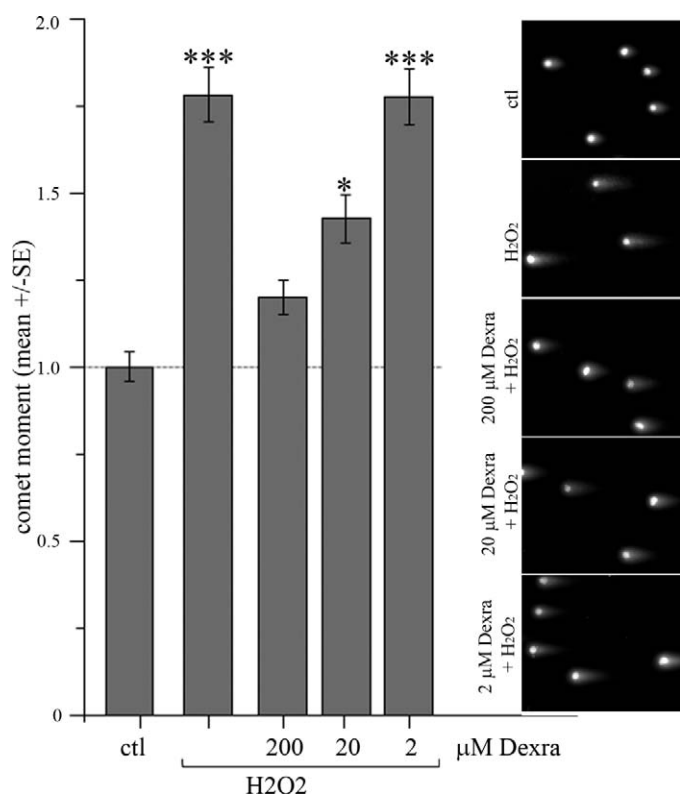 comet moment (mean +/-SE)
2.0
1.5
1.0
0.5
0
***
*
***
ctl
200
20
2
μM Dexra
H2O2
ctl
H₂O₂
200 μM Dexra
+ H₂O₂
20 μM Dexra
+ H₂O₂
2 μM Dexra
+ H₂O₂